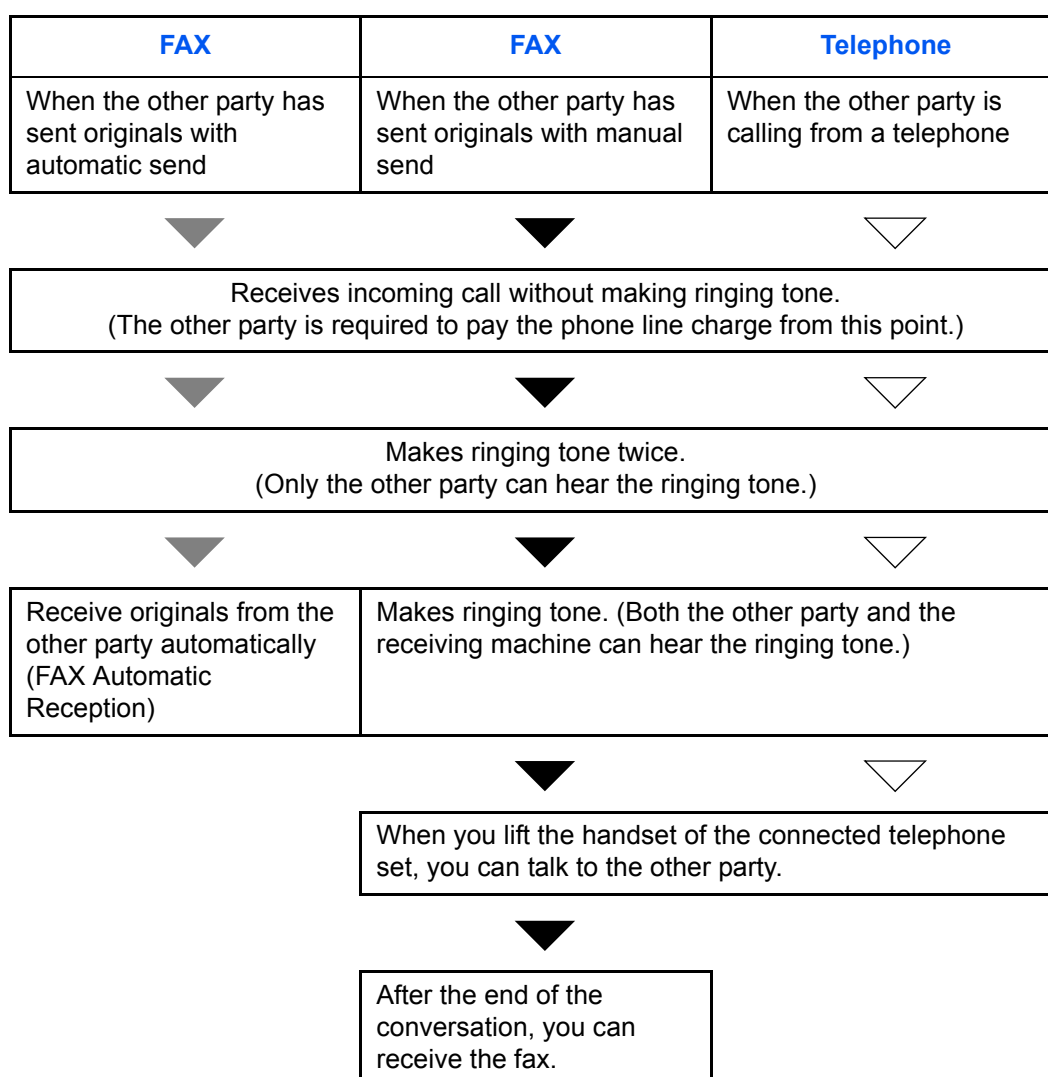 FAX
FAX
Telephone
When the other party has
sent originals with
automatic send
When the other party has
sent originals with manual
send
When the other party is
calling from a telephone
Receives incoming call without making ringing tone.
(The other party is required to pay the phone line charge from this point.)
Makes ringing tone twice.
(Only the other party can hear the ringing tone.)
Receive originals from the
other party automatically
(FAX Automatic
Reception)
Makes ringing tone. (Both the other party and the
receiving machine can hear the ringing tone.)
When you lift the handset of the connected telephone
set, you can talk to the other party.
After the end of the
conversation, you can
receive the fax.